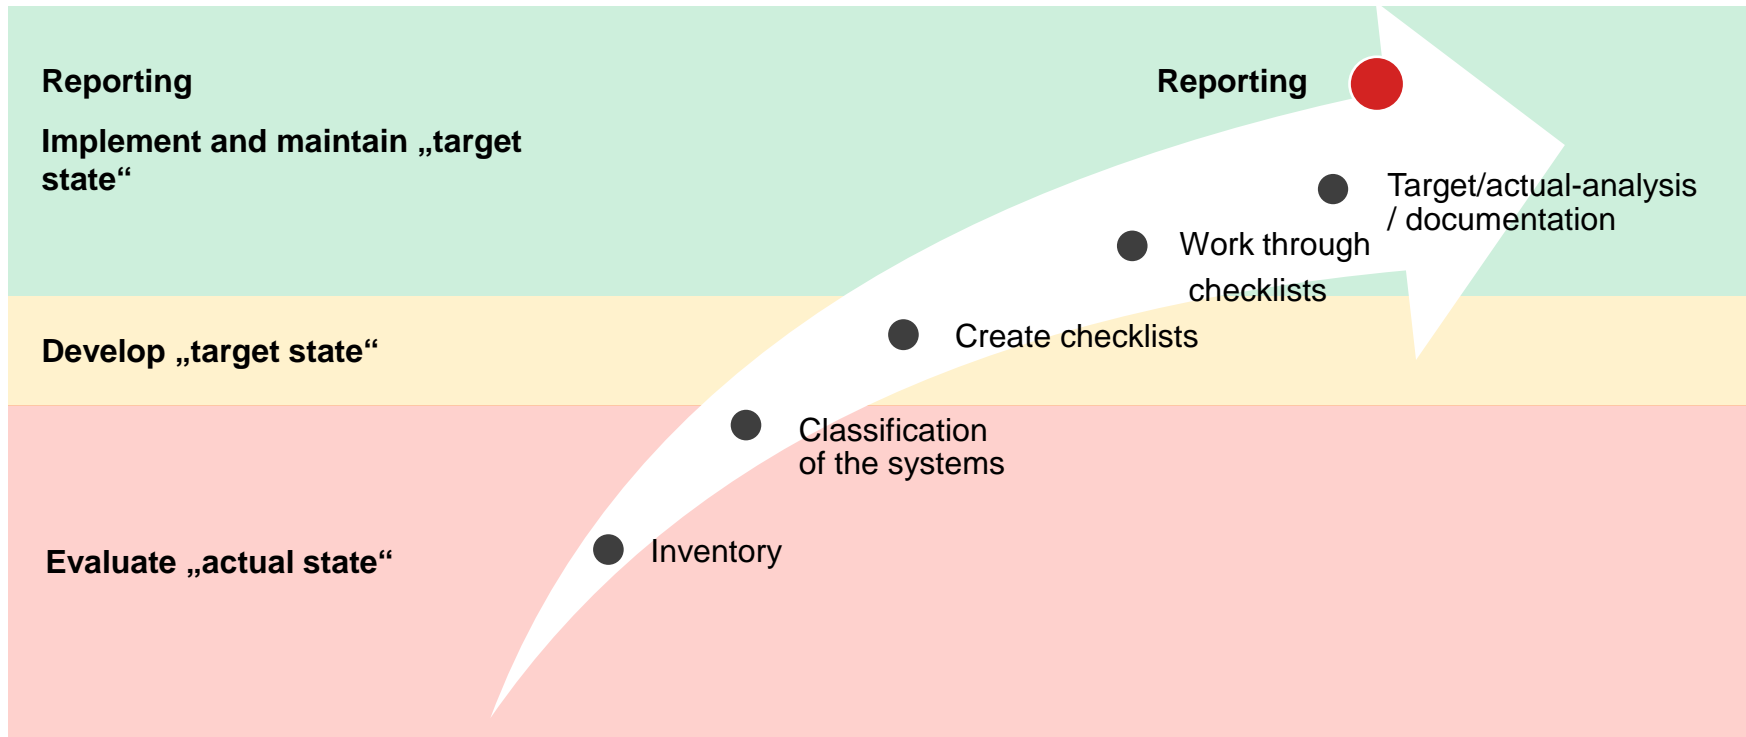 Reporting
Implement and maintain „target
state“
Develop „target state“
Evaluate „actual state“
Reporting
Target/actual-analysis
/ documentation
Work through
checklists
Create checklists
Classification
of the systems
Inventory